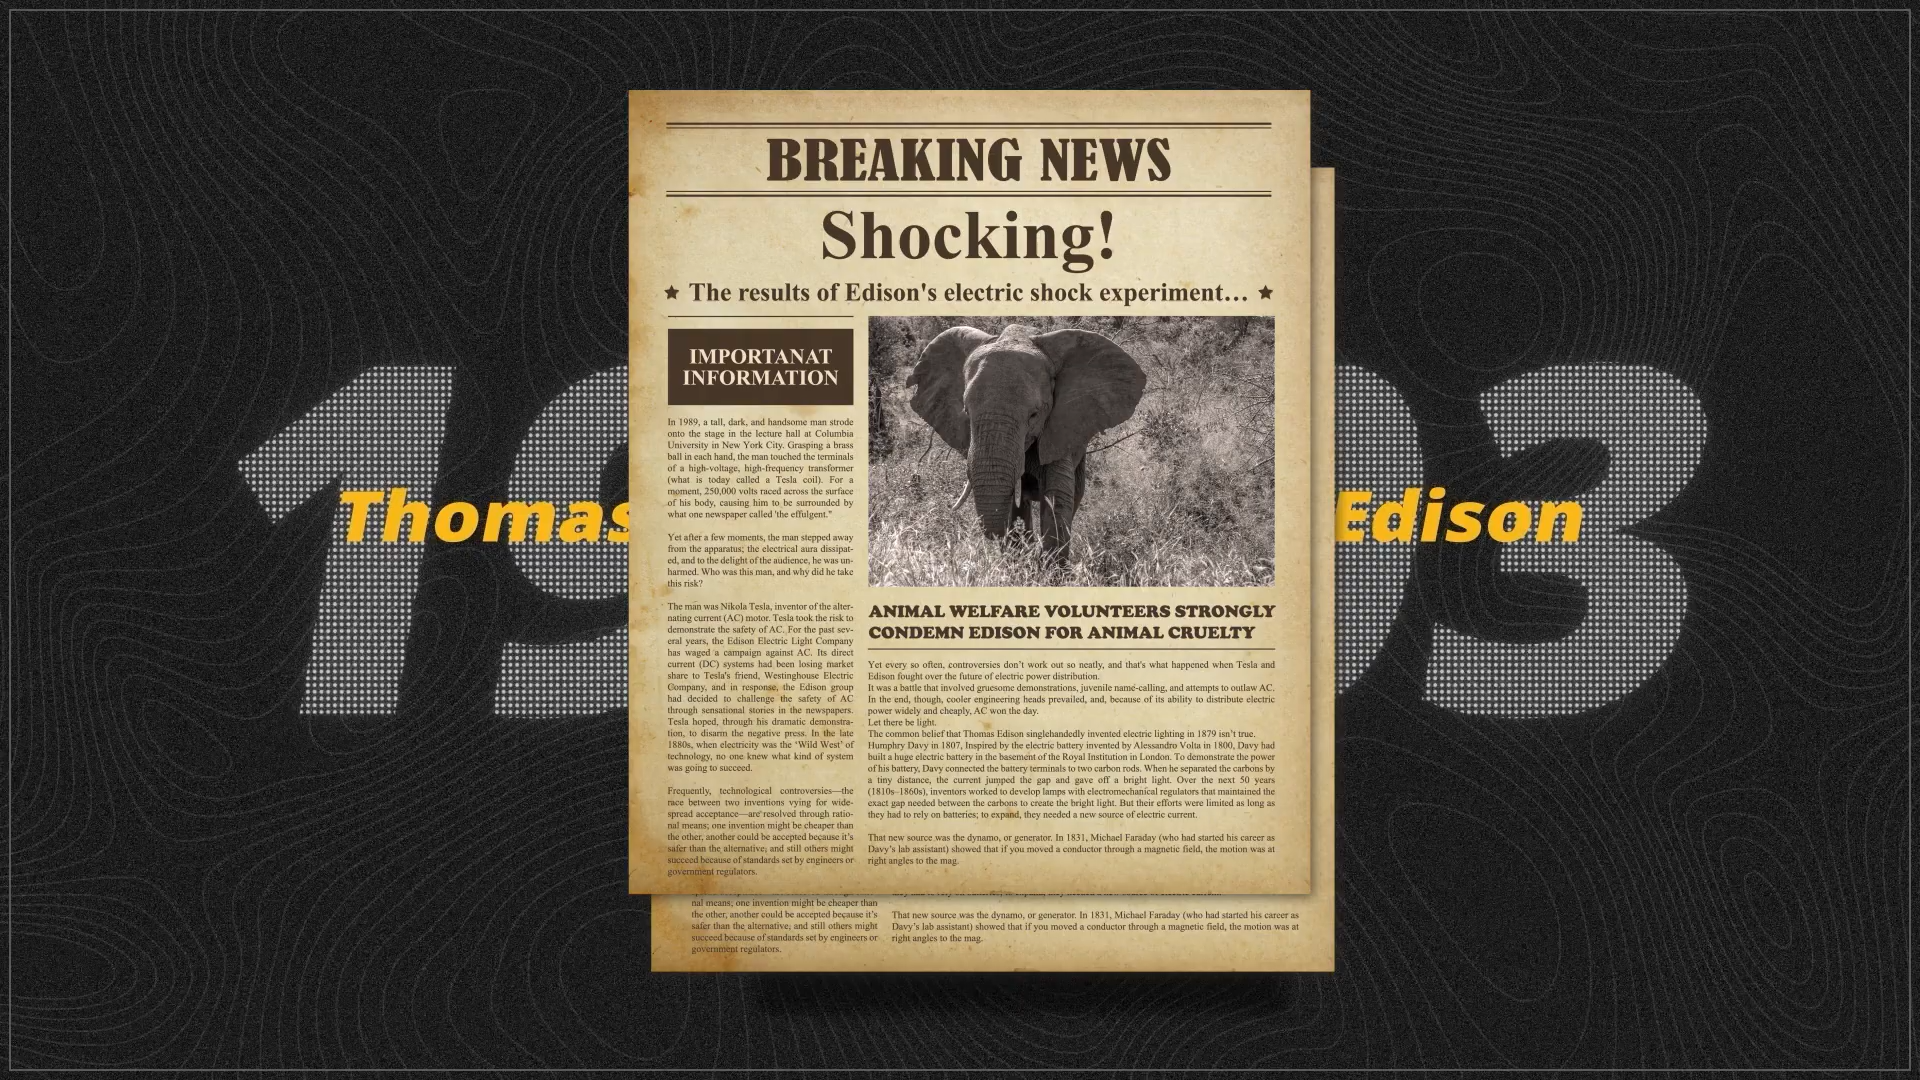 BREAKING NEWS
Shocking!
★ The results of Edison's electric shock experiment… ★
IMPORTANAT
INFORMATION
In 1989, a tall, dark, and handsome man strode
onto the stage in the lecture hall at Columbia
University in New York City. Grasping a brass
ball in each hand, the man touched the terminals
of a high-voltage, high-frequency transformer
(what is today called a Tesla coil). For a
moment, 250,000 volts raced across the surface
of his body, causing him to be surrounded by
what one newspaper called 'the effulgent."
Yet after a few moments, the man stepped away
from the apparatus; the electrical aura dissipat-
ed, and to the delight of the audience, he was un-
harmed. Who was this man, and why did he take
this risk?
The man was Nikola Tesla, inventor of the alter-
nating current (AC) motor. Tesla took the risk to
demonstrate the safety of AC. For the past sev-
eral years, the Edison Electric Light Company
has waged a campaign against AC. Its direct
current (DC) systems had been losing market
share to Tesla's friend, Westinghouse Electric
Company, and in response, the Edison group
had decided to challenge the safety of AC
through sensational stories in the newspapers.
Tesla hoped, through his dramatic demonstra-
tion, to disarm the negative press. In the late
1880s, when electricity was the 'Wild West' of
technology, no one knew what kind of system
was going to succeed.
Frequently, technological controversies—the
race between two inventions vying for wide-
spread acceptance—are resolved through ratio-
nal means; one invention might be cheaper than
the other, another could be accepted because it's
safer than the alternative, and still others might
succeed because of standards set by engineers or
government regulators.
ANIMAL WELFARE VOLUNTEERS STRONGLY
CONDEMN EDISON FOR ANIMAL CRUELTY
Yet every so often, controversies don't work out so neatly, and that's what happened when Tesla and
Edison fought over the future of electric power distribution.
It was a battle that involved gruesome demonstrations, juvenile name-calling, and attempts to outlaw AC.
In the end, though, cooler engineering heads prevailed, and, because of its ability to distribute electric
power widely and cheaply, AC won the day.
Let there be light.
The common belief that Thomas Edison singlehandedly invented electric lighting in 1879 isn't true.
Humphry Davy in 1807, Inspired by the electric battery invented by Alessandro Volta in 1800, Davy had
built a huge electric battery in the basement of the Royal Institution in London. To demonstrate the power
of his battery, Davy connected the battery terminals to two carbon rods. When he separated the carbons by
a tiny distance, the current jumped the gap and gave off a bright light. Over the next 50 years
(1810s–1860s), inventors worked to develop lamps with electromechanical regulators that maintained the
exact gap needed between the carbons to create the bright light. But their efforts were limited as long as
they had to rely on batteries; to expand, they needed a new source of electric current.
That new source was the dynamo, or generator. In 1831, Michael Faraday (who had started his career as
Davy's lab assistant) showed that if you moved a conductor through a magnetic field, the motion was at
right angles to the mag.
nal means; one invention might be cheaper than
the other, another could be accepted because it's
safer than the alternative, and still others might
succeed because of standards set by engineers or
government regulators.
That new source was the dynamo, or generator. In 1831, Michael Faraday (who had started his career as
Davy's lab assistant) showed that if you moved a conductor through a magnetic field, the motion was at
right angles to the mag.
19 03
Thomas Edison